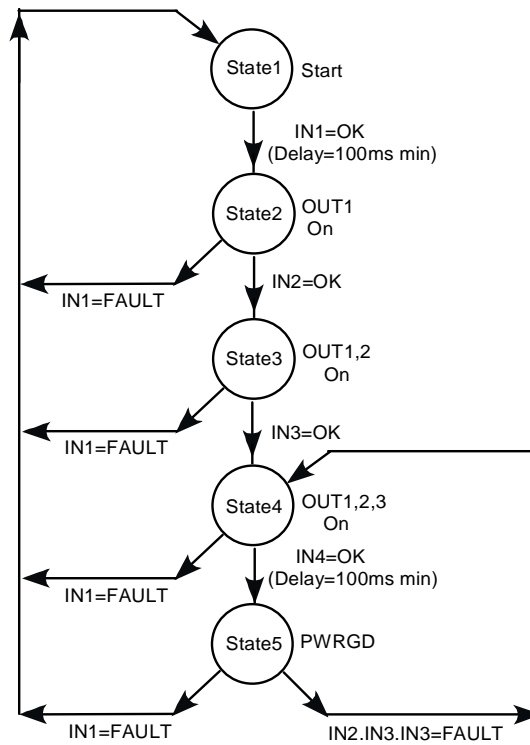 State1
Start
IN1=OK
(Delay=100ms min)
State2
OUT1
On
IN1=FAULT
IN2=OK
State3
OUT1,2
On
IN1=FAULT
IN3=OK
State4
OUT1,2,3
On
IN1=FAULT
IN4=OK
(Delay=100ms min)
State5
PWRGD
IN1=FAULT
IN2,IN3,IN3=FAULT